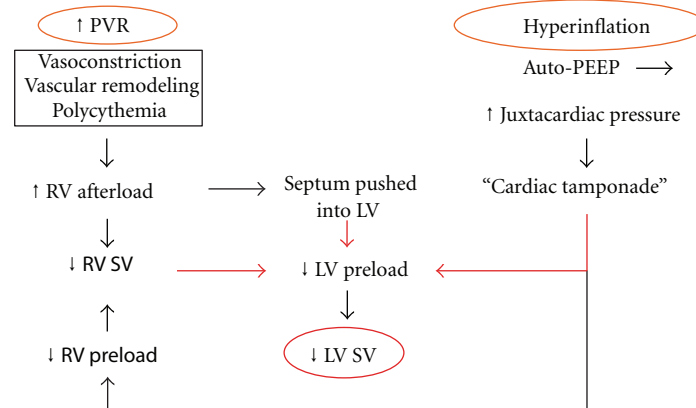 ↑ PVR
Vasoconstriction
Vascular remodeling
Polycythemia
↑ RV afterload
↓ RV SV
↓ RV preload
Septum pushed
into LV
↓ LV preload
↓ LV SV
Hyperinflation
Auto-PEEP
↑ Juxtacardiac pressure
“Cardiac tamponade”